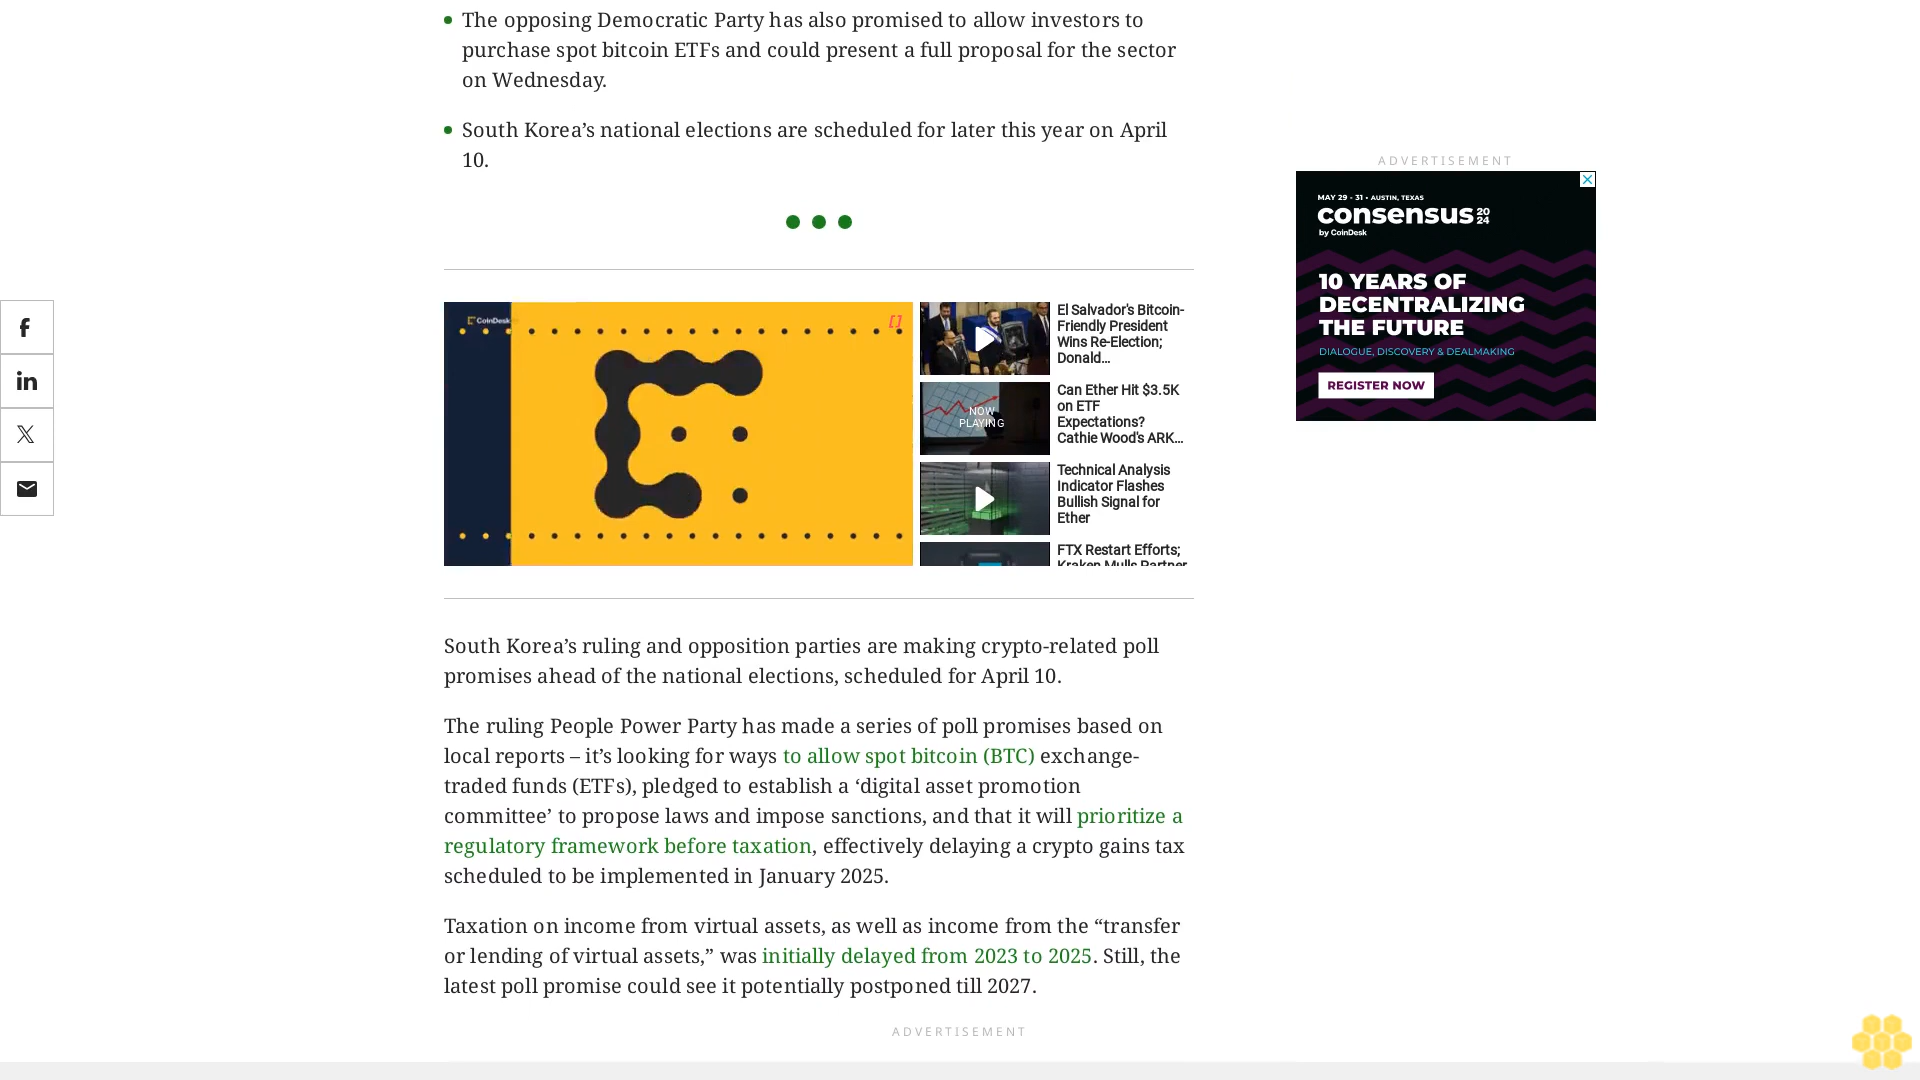 The opposing Democratic Party has also promised to allow investors to
purchase spot bitcoin ETFs and could present a full proposal for the sector
on Wednesday.
South Korea’s national elections are scheduled for later this year on April
10.
ADVERTISEMENT
MAY 29 - 31 • AUSTIN, TEXAS
consensus 2024
by CoinDesk
10 YEARS OF
DECENTRALIZING
THE FUTURE
DIALOGUE, DISCOVERY & DEALMAKING
REGISTER NOW
CoinDesk
[]
El Salvador's Bitcoin-
Friendly President
Wins Re-Election;
Donald...
NOW
PLAYING
Can Ether Hit $3.5K
on ETF
Expectations?
Cathie Wood's ARK...
Technical Analysis
Indicator Flashes
Bullish Signal for
Ether
FTX Restart Efforts;
Kraken Mulls Partner
South Korea’s ruling and opposition parties are making crypto-related poll
promises ahead of the national elections, scheduled for April 10.
The ruling People Power Party has made a series of poll promises based on
local reports – it’s looking for ways to allow spot bitcoin (BTC) exchange-
traded funds (ETFs), pledged to establish a ‘digital asset promotion
committee’ to propose laws and impose sanctions, and that it will prioritize a
regulatory framework before taxation, effectively delaying a crypto gains tax
scheduled to be implemented in January 2025.
Taxation on income from virtual assets, as well as income from the “transfer
or lending of virtual assets,” was initially delayed from 2023 to 2025. Still, the
latest poll promise could see it potentially postponed till 2027.
ADVERTISEMENT